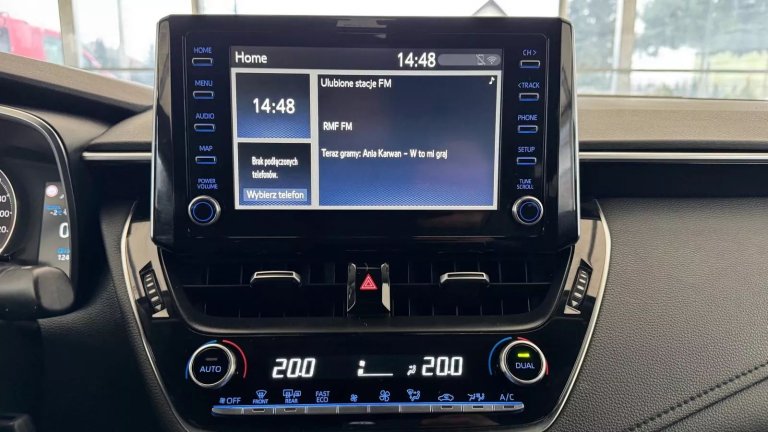 Home 14:48
14:48
Brak podłączonych
telefonów.
Wybierz telefon
Ulubione stacje FM
RMF FM
Teraz gramy: Ania Karwan – W to mi graj
HOME
MENU
AUDIO
MAP
POWER
VOLUME
CH >
< TRACK
PHONE
SETUP
TUNE
SCROLL
AUTO
20.0
20.0
DUAL
OFF
FRONT
REAR
FAST
ECO
A/C